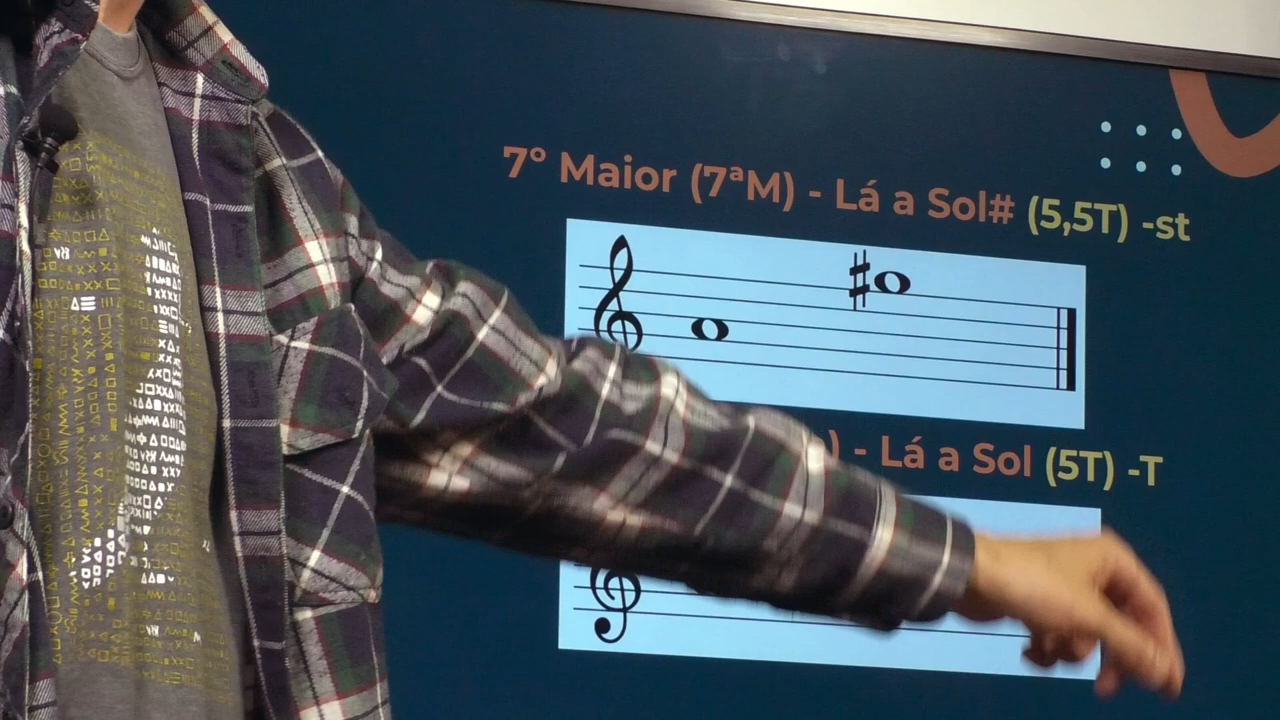 7º Maior (7ªM) - Lá a Sol# (5,5T) -st
) - Lá a Sol (5T) -T